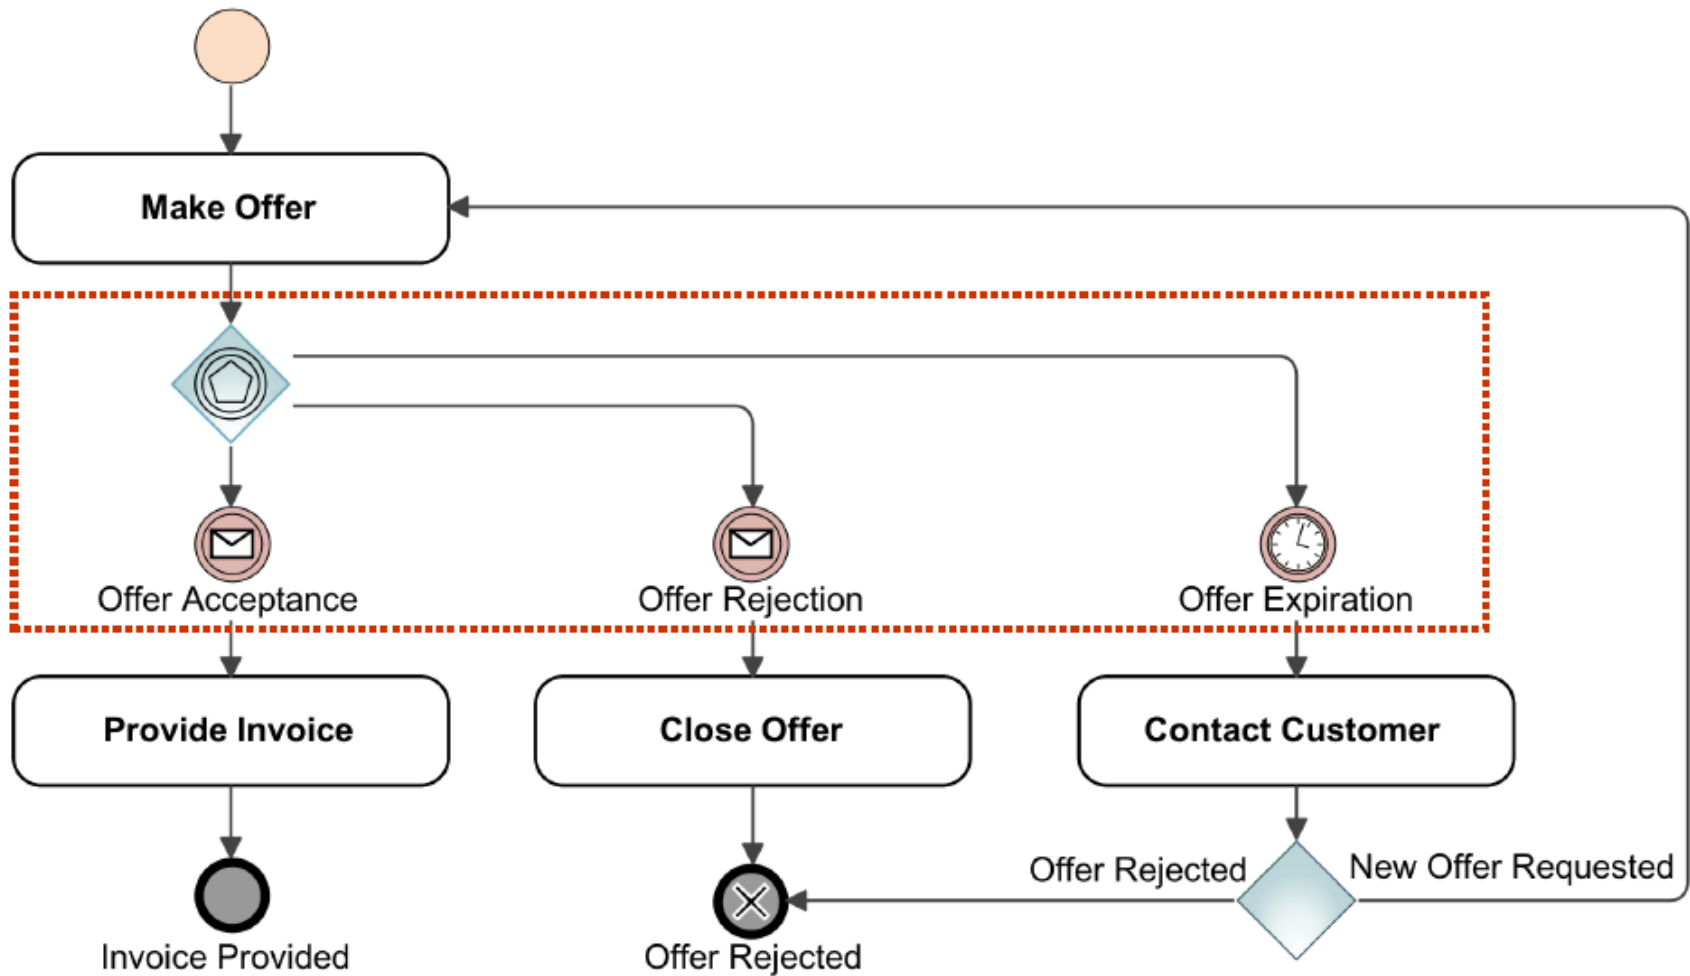 Make Offer
Offer Acceptance
Offer Rejection
Offer Expiration
Provide Invoice
Close Offer
Contact Customer
Offer Rejected
New Offer Requested
Invoice Provided
Offer Rejected